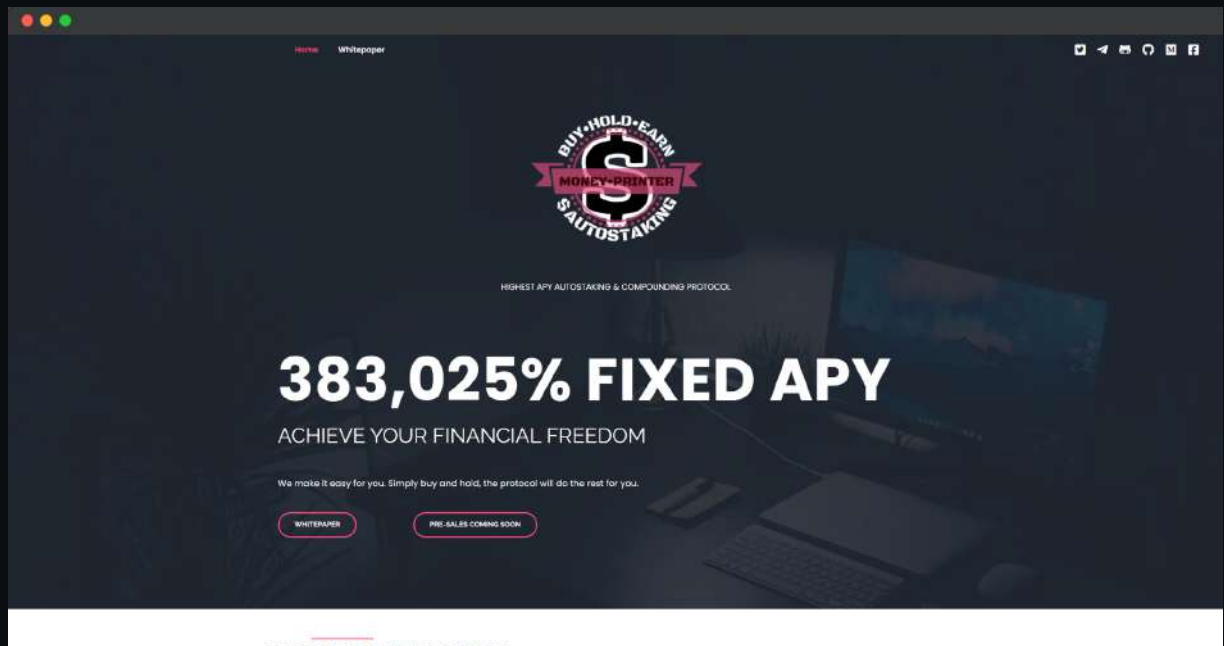 Home Whitepaper
BUY•HOLD•EARN
MONEY•PRINTER
$AUTOSTAKING
HIGHEST APY AUTOSTAKING & COMPOUNDING PROTOCOL
383,025% FIXED APY
ACHIEVE YOUR FINANCIAL FREEDOM
We make it easy for you. Simply buy and hold, the protocol will do the rest for you.
WHITEPAPER PRE-SALES COMING SOON